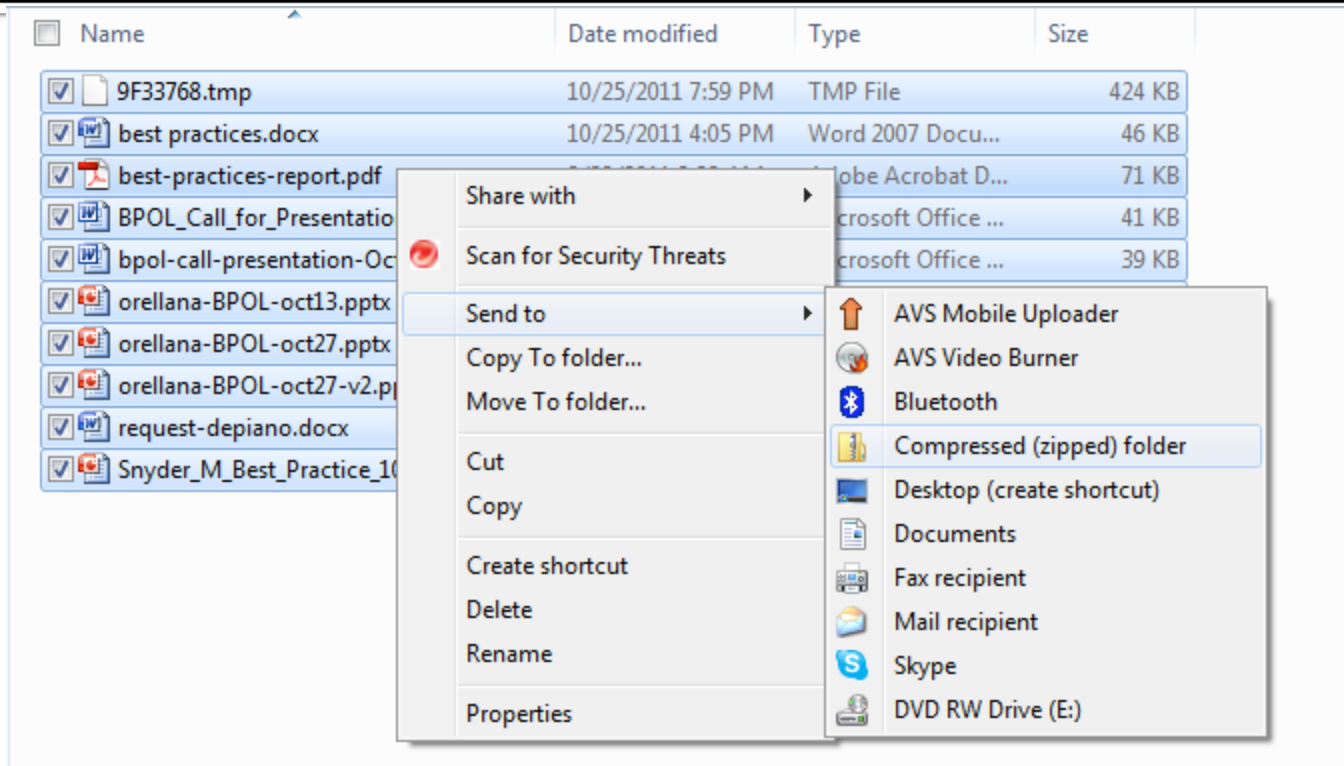 Name Date modified Type Size
9F33768.tmp 10/25/2011 7:59 PM TMP File 424 KB
best practices.docx 10/25/2011 4:05 PM Word 2007 Docu... 46 KB
best-practices-report.pdf obe Acrobat D... 71 KB
BPOL_Call_for_Presentatio crosoft Office ... 41 KB
bpol-call-presentation-Oc crosoft Office ... 39 KB
orellana-BPOL-oct13.pptx
orellana-BPOL-oct27.pptx
orellana-BPOL-oct27-v2.p
request-depiano.docx
Snyder_M_Best_Practice_10
Share with
Scan for Security Threats
Send to
Copy To folder...
Move To folder...
Cut
Copy
Create shortcut
Delete
Rename
Properties
AVS Mobile Uploader
AVS Video Burner
Bluetooth
Compressed (zipped) folder
Desktop (create shortcut)
Documents
Fax recipient
Mail recipient
Skype
DVD RW Drive (E:)